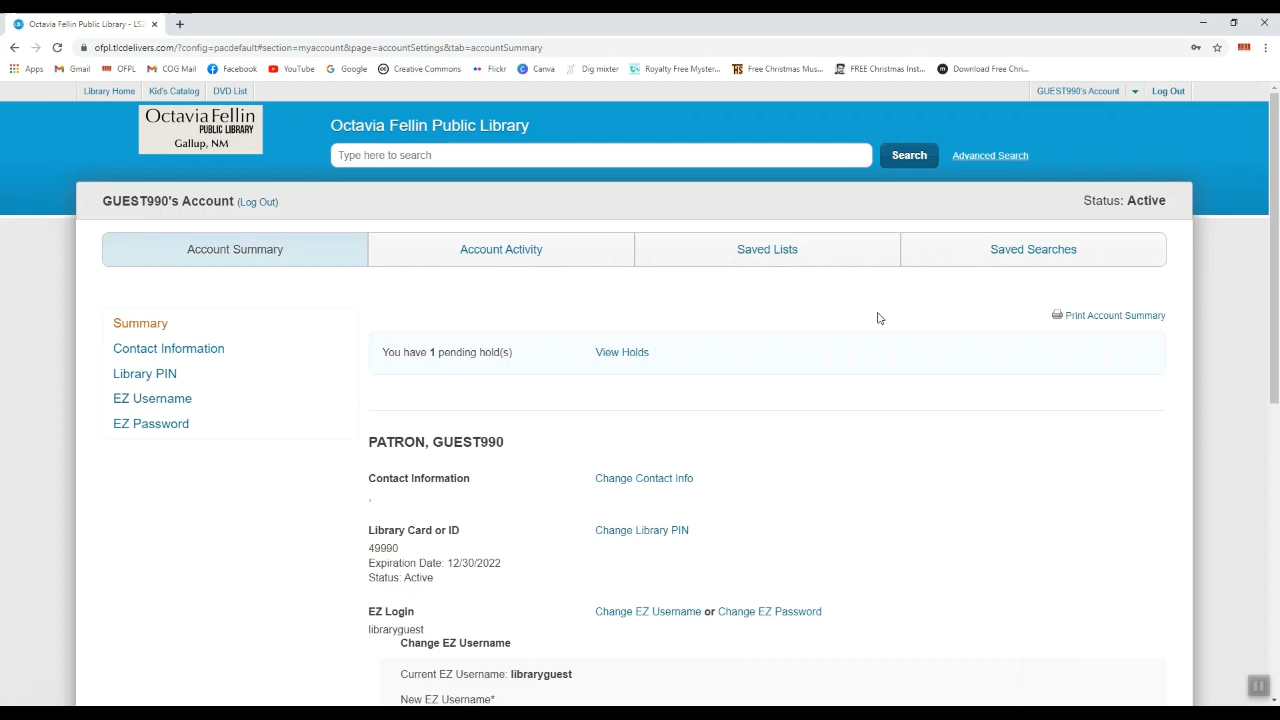 Octavia Fellin Public Library - LS2
ofpl.tlcdelivers.com/?config=pacdefault#section=myaccount&page=accountSettings&tab=accountSummary
Apps Gmail OFPL COG Mail Facebook YouTube Google Creative Commons Flickr Canva Dig mixter Royalty Free Myster... Free Christmas Mus... FREE Christmas Inst... Download Free Chri...
Library Home Kid's Catalog DVD List GUEST990's Account Log Out
Octavia Fellin
PUBLIC LIBRARY
Gallup, NM
Octavia Fellin Public Library
Type here to search Search Advanced Search
GUEST990's Account (Log Out) Status: Active
Account Summary Account Activity Saved Lists Saved Searches
Print Account Summary
Summary
Contact Information
Library PIN
EZ Username
EZ Password
You have 1 pending hold(s) View Holds
PATRON, GUEST990
Contact Information Change Contact Info
,
Library Card or ID Change Library PIN
49990
Expiration Date: 12/30/2022
Status: Active
EZ Login Change EZ Username or Change EZ Password
libraryguest
Change EZ Username
Current EZ Username: libraryguest
New EZ Username*